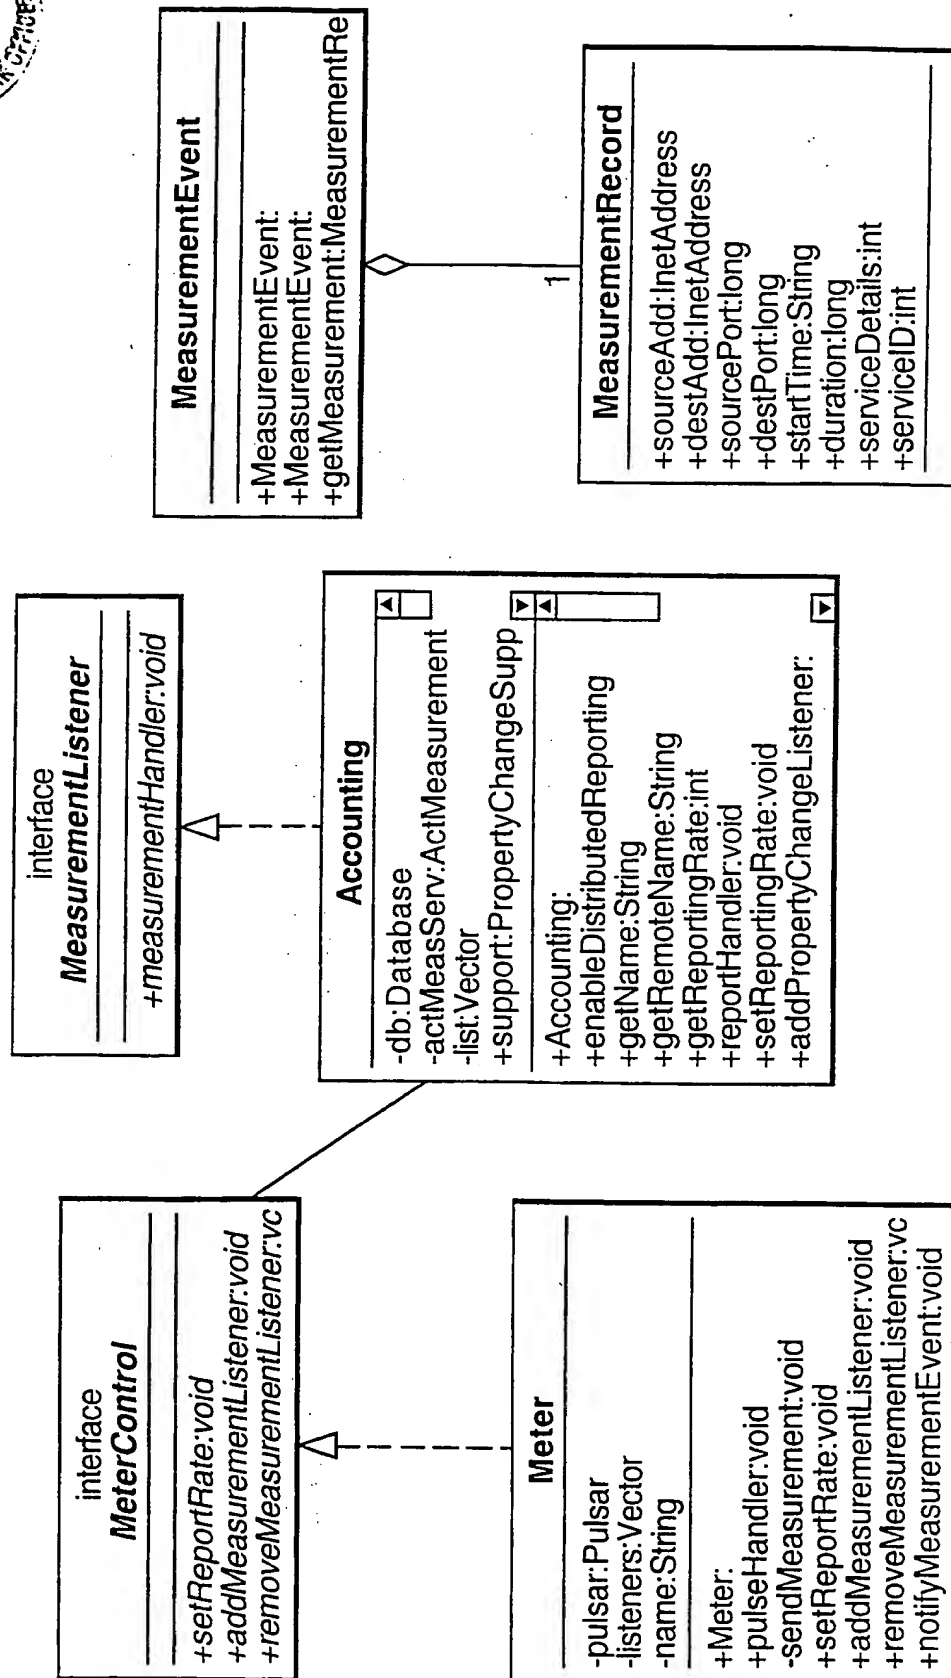 interface
MeterControl
+setReportRate:void
+addMeasurementListener:void
+removeMeasurementListener:vc
Meter
-pulsar:Pulsar
-listeners:Vector
-name:String
+Meter:
+pulseHandler:void
-sendMeasurement:void
+setReportRate:void
+addMeasurementListener:void
+removeMeasurementListener:vc
+notifyMeasurementEvent:void
interface
MeasurementListener
+measurementHandler:void
Accounting
-db:Database
-actMeasServ:ActMeasurement
-list:Vector
+support:PropertyChangeSupp
+Accounting:
+enableDistributedReporting
+getName:String
+getRemoteName:String
+getReportingRate:int
+reportHandler:void
+setReportingRate:void
+addPropertyChangeListener:
MeasurementEvent
+MeasurementEvent:
+MeasurementEvent:
+getMeasurement:MeasurementRe
1
MeasurementRecord
+sourceAdd:InetAddress
+destAdd:InetAddress
+sourcePort:long
+destPort:long
+startTime:String
+duration:long
+serviceDetails:int
+serviceID:int